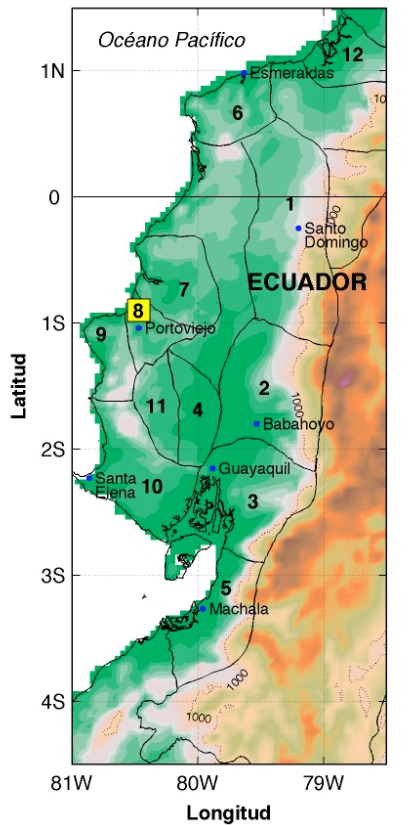 Océano Pacífico
12
1N
Esmeraldas
10
6
0
1
1000
Santo
Domingo
ECUADOR
7
8
1S
Portoviejo
9
Latitud
2
11
4
1000
Babahoyo
2S
Guayaquil
Santa
Elena
10
3
3S
5
Machala
1000
1000
1000
4S
81W
80W
79W
Longitud